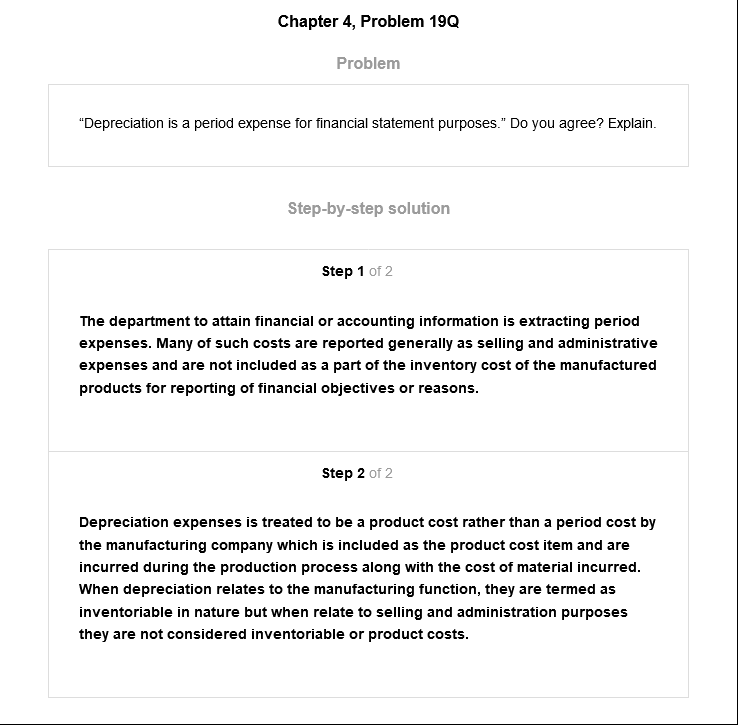 Chapter 4, Problem 19Q
Problem
“Depreciation is a period expense for financial statement purposes.” Do you agree? Explain.
Step-by-step solution
Step 1 of 2
The department to attain financial or accounting information is extracting period
expenses. Many of such costs are reported generally as selling and administrative
expenses and are not included as a part of the inventory cost of the manufactured
products for reporting of financial objectives or reasons.
Step 2 of 2
Depreciation expenses is treated to be a product cost rather than a period cost by
the manufacturing company which is included as the product cost item and are
incurred during the production process along with the cost of material incurred.
When depreciation relates to the manufacturing function, they are termed as
inventoriable in nature but when relate to selling and administration purposes
they are not considered inventoriable or product costs.